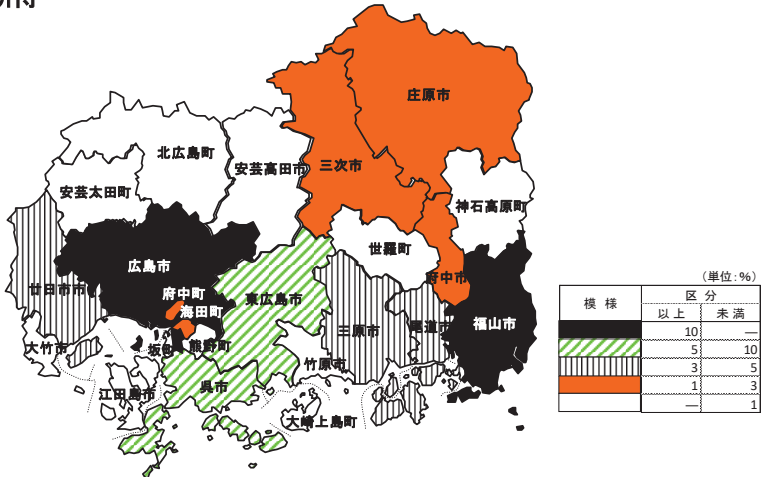 庄原市
北広島町
安芸高田市
三次市
安芸太田町
神石高原町
世羅町
広島市
府中市
廿日市市
府中町
東広島市
海田町
福山市
三原市
尾道市
大竹市
坂町
熊野町
竹原市
呉市
江田島市
大崎上島町
（単位：％）
模様 区分
以上 未満
10 ―
5 10
3 5
1 3
― 1